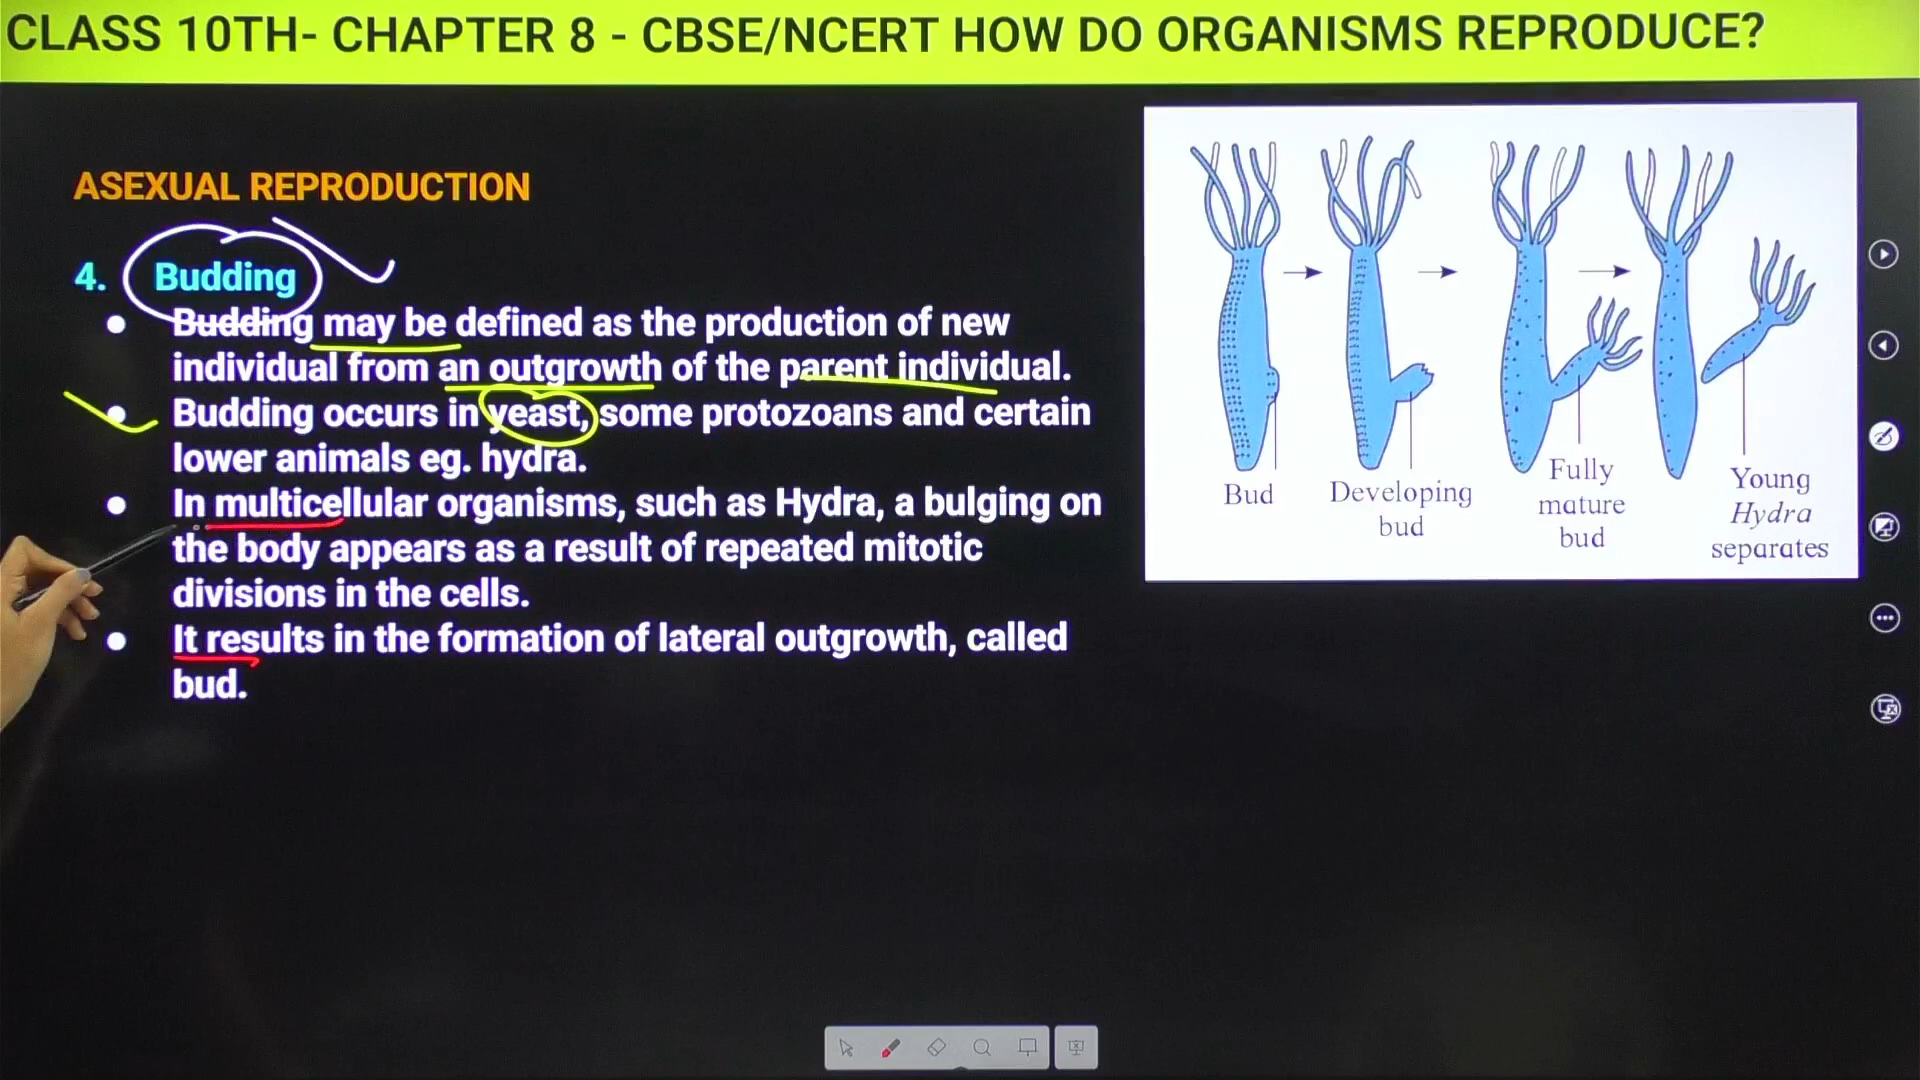 CLASS 10TH- CHAPTER 8 - CBSE/NCERT HOW DO ORGANISMS REPRODUCE?
ASEXUAL REPRODUCTION
4. Budding
● Budding may be defined as the production of new
individual from an outgrowth of the parent individual.
● Budding occurs in yeast, some protozoans and certain
lower animals eg. hydra.
● In multicellular organisms, such as Hydra, a bulging on
the body appears as a result of repeated mitotic
divisions in the cells.
● It results in the formation of lateral outgrowth, called
bud.
Bud
Developing
bud
Fully
mature
bud
Young
Hydra
separates